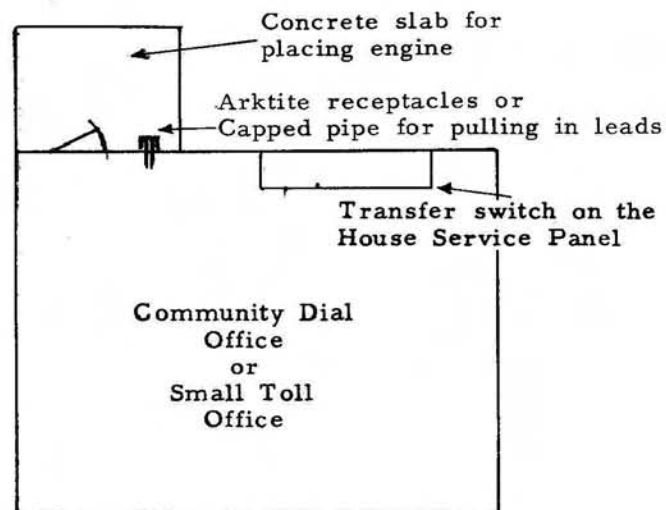 Concrete slab for
placing engine
Arktite receptacles or
Capped pipe for pulling in leads
Transfer switch on the
House Service Panel
Community Dial
Office
or
Small Toll
Office